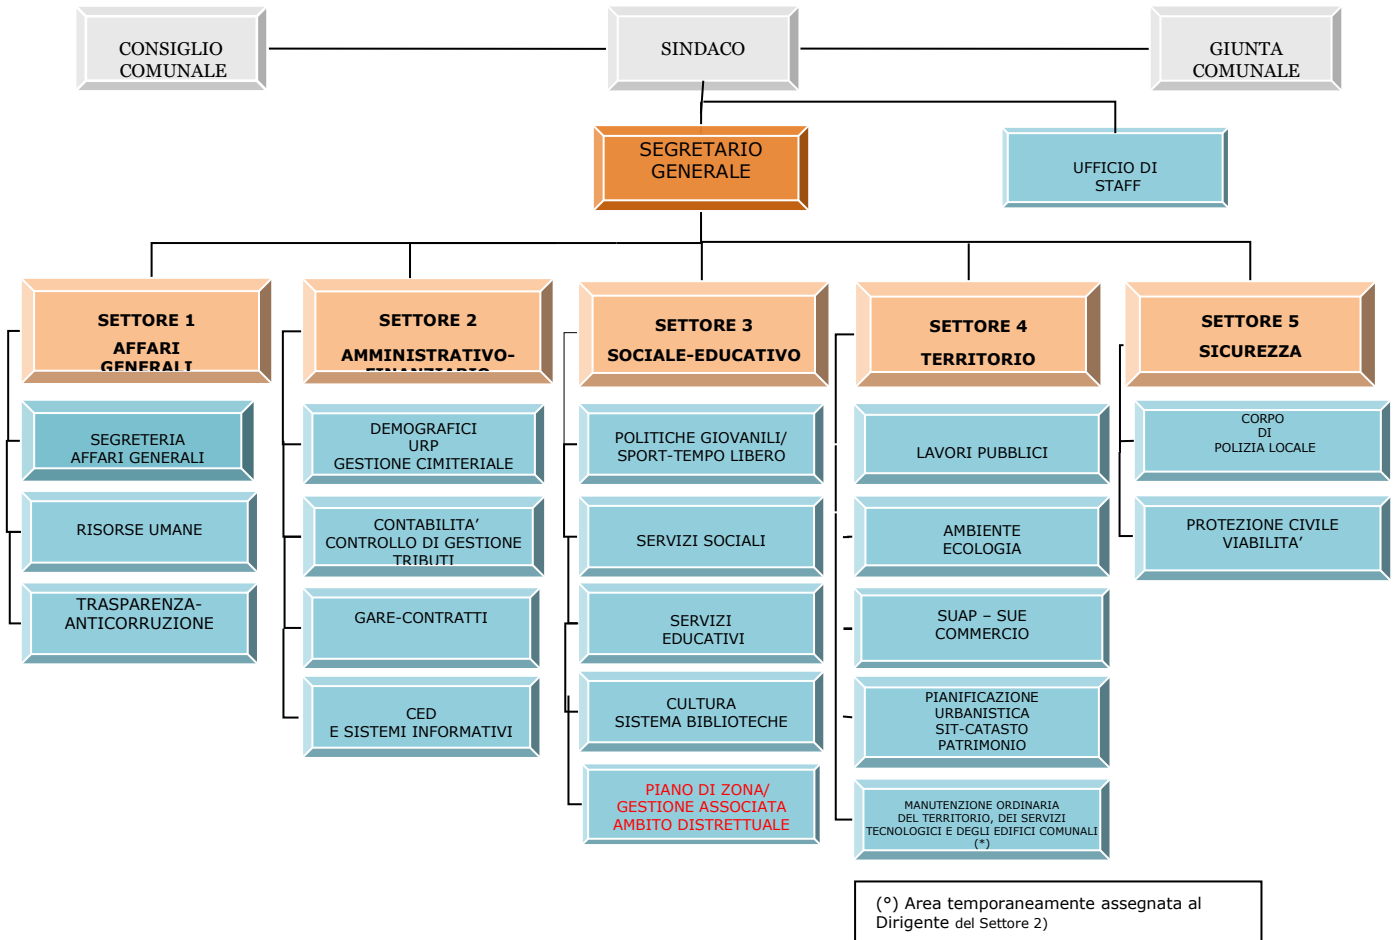 CONSIGLIO
COMUNALE
SINDACO
GIUNTA
COMUNALE
SEGRETARIO
GENERALE
UFFICIO DI
STAFF
SETTORE 1
AFFARI
GENERALI
SEGRETERIA
AFFARI GENERALI
RISORSE UMANE
TRASPARENZA-
ANTICORRUZIONE
SETTORE 2
AMMINISTRATIVO-
FINANZIARIO
DEMOGRAFICI
URP
GESTIONE CIMITERIALE
CONTABILITA’
CONTROLLO DI GESTIONE
TRIBUTI
GARE-CONTRATTI
CED
E SISTEMI INFORMATIVI
SETTORE 3
SOCIALE-EDUCATIVO
POLITICHE GIOVANILI/
SPORT-TEMPO LIBERO
SERVIZI SOCIALI
SERVIZI
EDUCATIVI
CULTURA
SISTEMA BIBLIOTECHE
PIANO DI ZONA/
GESTIONE ASSOCIATA
AMBITO DISTRETTUALE
SETTORE 4
TERRITORIO
LAVORI PUBBLICI
AMBIENTE
ECOLOGIA
SUAP – SUE
COMMERCIO
PIANIFICAZIONE
URBANISTICA
SIT-CATASTO
PATRIMONIO
MANUTENZIONE ORDINARIA
DEL TERRITORIO, DEI SERVIZI
TECNOLOGICI E DEGLI EDIFICI COMUNALI
(*)
SETTORE 5
SICUREZZA
CORPO
DI
POLIZIA LOCALE
PROTEZIONE CIVILE
VIABILITA’
(°) Area temporaneamente assegnata al
Dirigente del Settore 2)